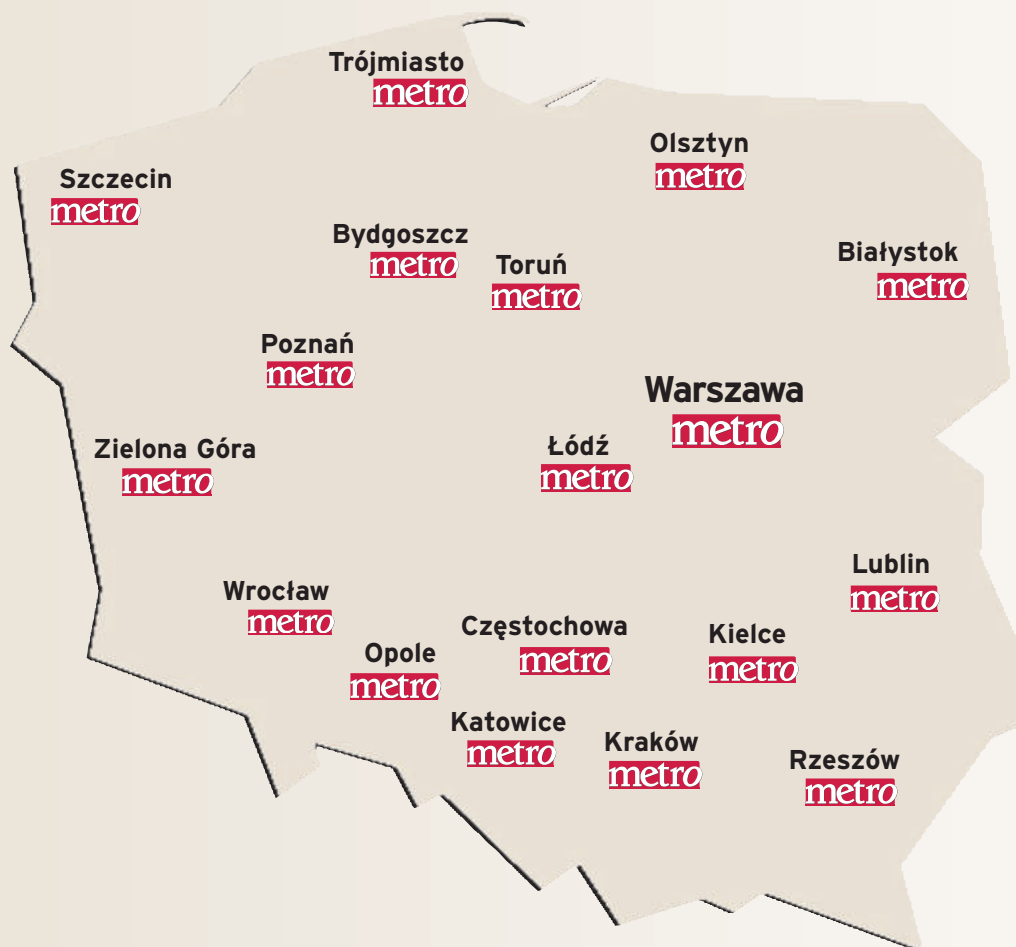 Trójmiasto
metro
Olsztyn
metro
Szczecin
metro
Bydgoszcz
metro
Toruń
metro
Białystok
metro
Poznań
metro
Warszawa
metro
Zielona Góra
metro
Łódź
metro
Lublin
metro
Wrocław
metro
Częstochowa
metro
Kielce
metro
Opole
metro
Katowice
metro
Kraków
metro
Rzeszów
metro